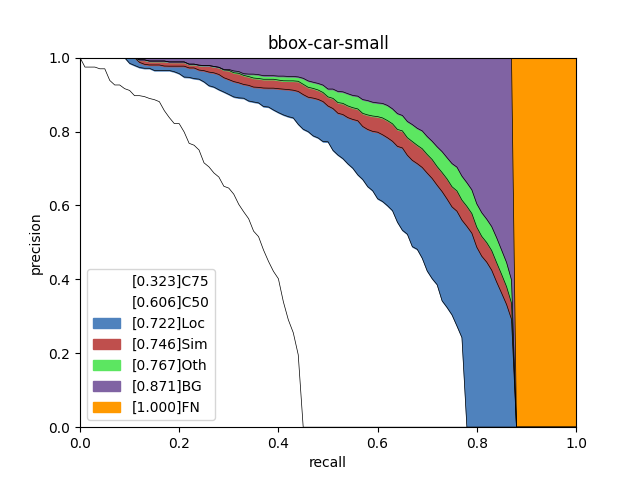 bbox-car-small
precision
1.0
0.8
0.6
0.4
0.2
0.0
[0.323]C75
[0.606]C50
[0.722]Loc
[0.746]Sim
[0.767]Oth
[0.871]BG
[1.000]FN
0.0 0.2 0.4 0.6 0.8 1.0
recall